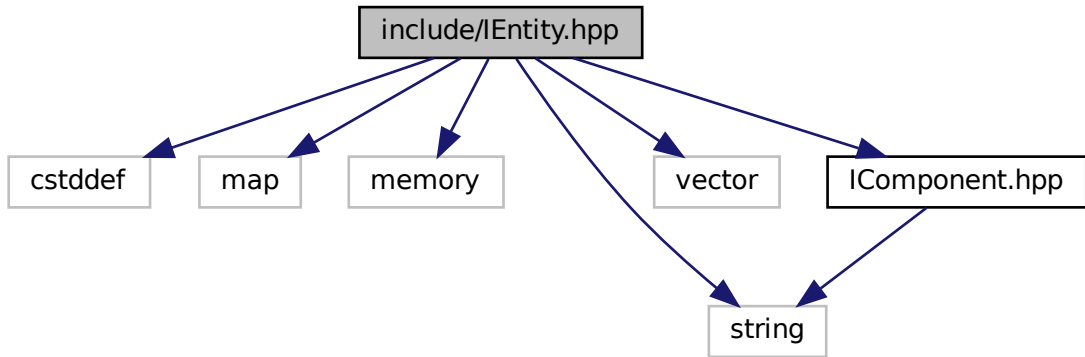 include/IEntity.hpp
cstddef
map
memory
vector
IComponent.hpp
string